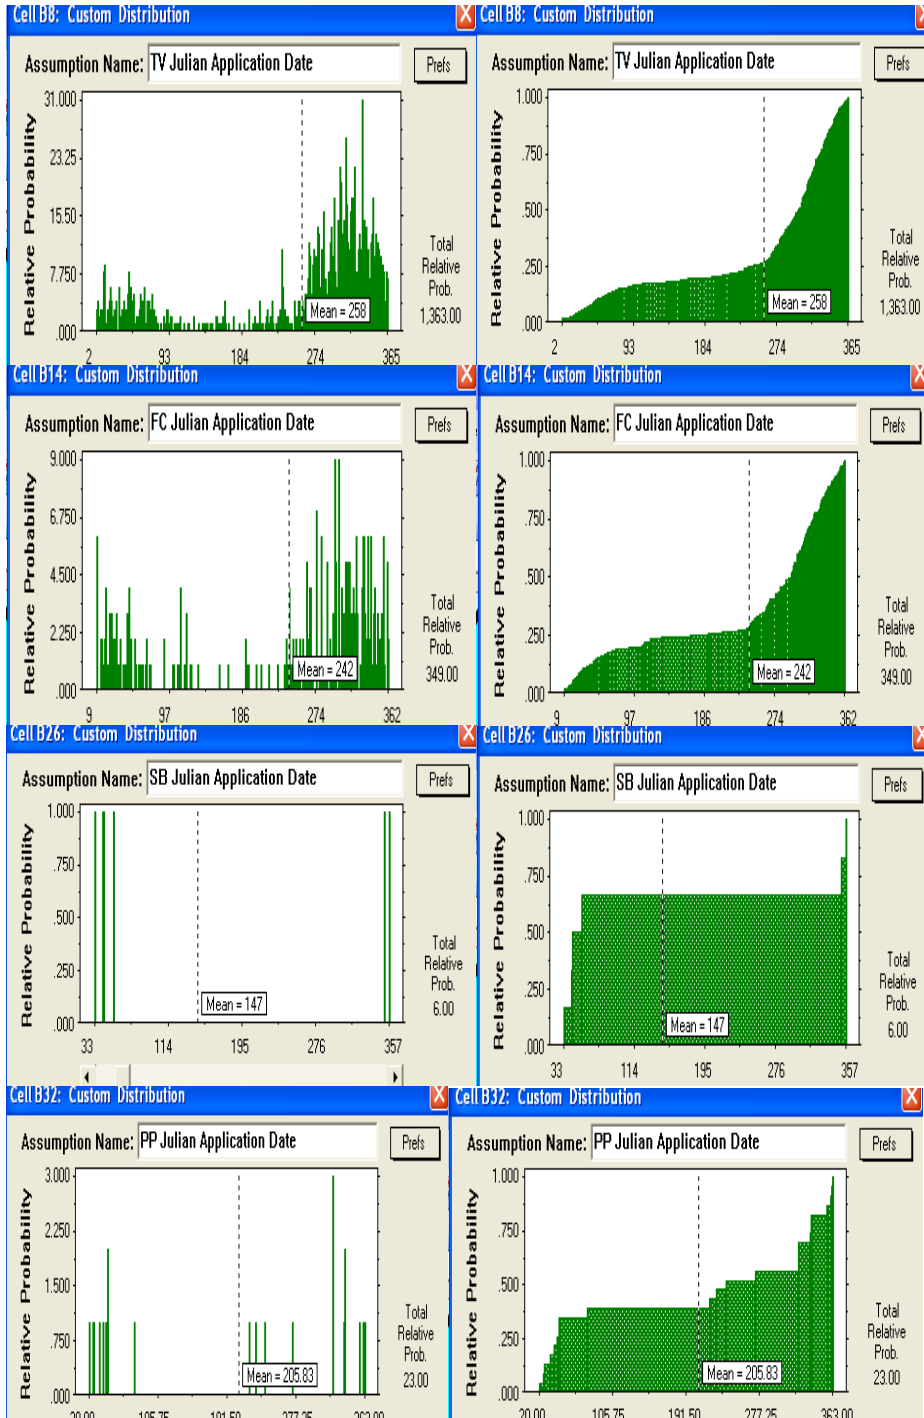 Cell B8: Custom Distribution
Assumption Name: TV Julian Application Date
Prefs
Relative Probability
31.000
23.25
15.50
7.750
.000
Mean = 258
2 93 184 274 365
Total
Relative
Prob.
1,363.00
Cell B8: Custom Distribution
Assumption Name: TV Julian Application Date
Prefs
Relative Probability
1.000
.750
.500
.250
.000
Mean = 258
2 93 184 274 365
Total
Relative
Prob.
1,363.00
Cell B14: Custom Distribution
Assumption Name: FC Julian Application Date
Prefs
Relative Probability
9.000
6.750
4.500
2.250
.000
Mean = 242
9 97 186 274 362
Total
Relative
Prob.
349.00
Cell B14: Custom Distribution
Assumption Name: FC Julian Application Date
Prefs
Relative Probability
1.000
.750
.500
.250
.000
Mean = 242
9 97 186 274 362
Total
Relative
Prob.
349.00
Cell B26: Custom Distribution
Assumption Name: SB Julian Application Date
Prefs
Relative Probability
1.000
.750
.500
.250
.000
Mean = 147
33 114 195 276 357
Total
Relative
Prob.
6.00
Cell B26: Custom Distribution
Assumption Name: SB Julian Application Date
Prefs
Relative Probability
1.000
.750
.500
.250
.000
Mean = 147
33 114 195 276 357
Total
Relative
Prob.
6.00
Cell B32: Custom Distribution
Assumption Name: PP Julian Application Date
Prefs
Relative Probability
3.000
2.250
1.500
.750
.000
Mean = 205.83
20.00 105.75 191.50 277.25 363.00
Total
Relative
Prob.
23.00
Cell B32: Custom Distribution
Assumption Name: PP Julian Application Date
Prefs
Relative Probability
1.000
.750
.500
.250
.000
Mean = 205.83
20.00 105.75 191.50 277.25 363.00
Total
Relative
Prob.
23.00